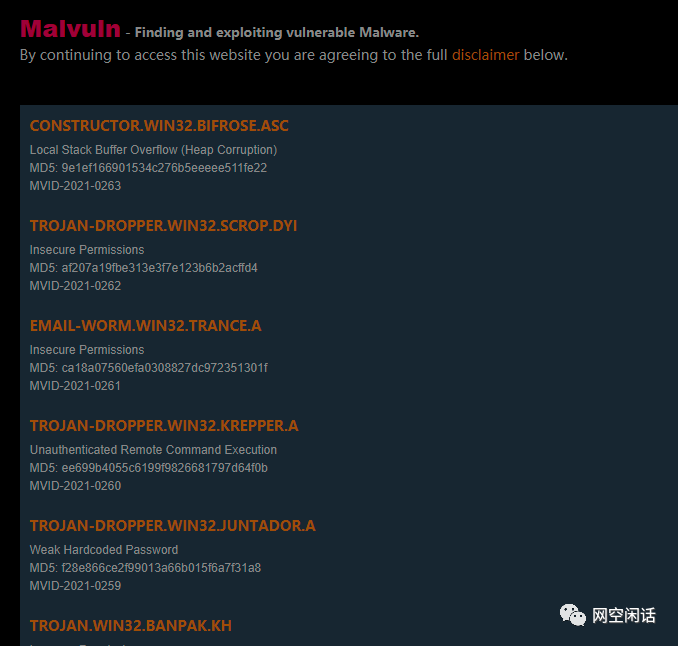 Malvuln - Finding and exploiting vulnerable Malware.
By continuing to access this website you are agreeing to the full disclaimer below.
CONSTRUCTOR.WIN32.BIFROSE.ASC
Local Stack Buffer Overflow (Heap Corruption)
MD5: 9e1ef166901534c276b5eeeee511fe22
MVID-2021-0263
TROJAN-DROPPER.WIN32.SCROP.DYI
Insecure Permissions
MD5: af207a19fbe313e3f7e123b6b2acffd4
MVID-2021-0262
EMAIL-WORM.WIN32.TRANCE.A
Insecure Permissions
MD5: ca18a07560efa0308827dc972351301f
MVID-2021-0261
TROJAN-DROPPER.WIN32.KREPPER.A
Unauthenticated Remote Command Execution
MD5: ee699b4055c6199f9826681797d64f0b
MVID-2021-0260
TROJAN-DROPPER.WIN32.JUNTADOR.A
Weak Hardcoded Password
MD5: f28e866ce2f99013a66b015f6a7f31a8
MVID-2021-0259
TROJAN.WIN32.BANPAK.KH
网空闲话